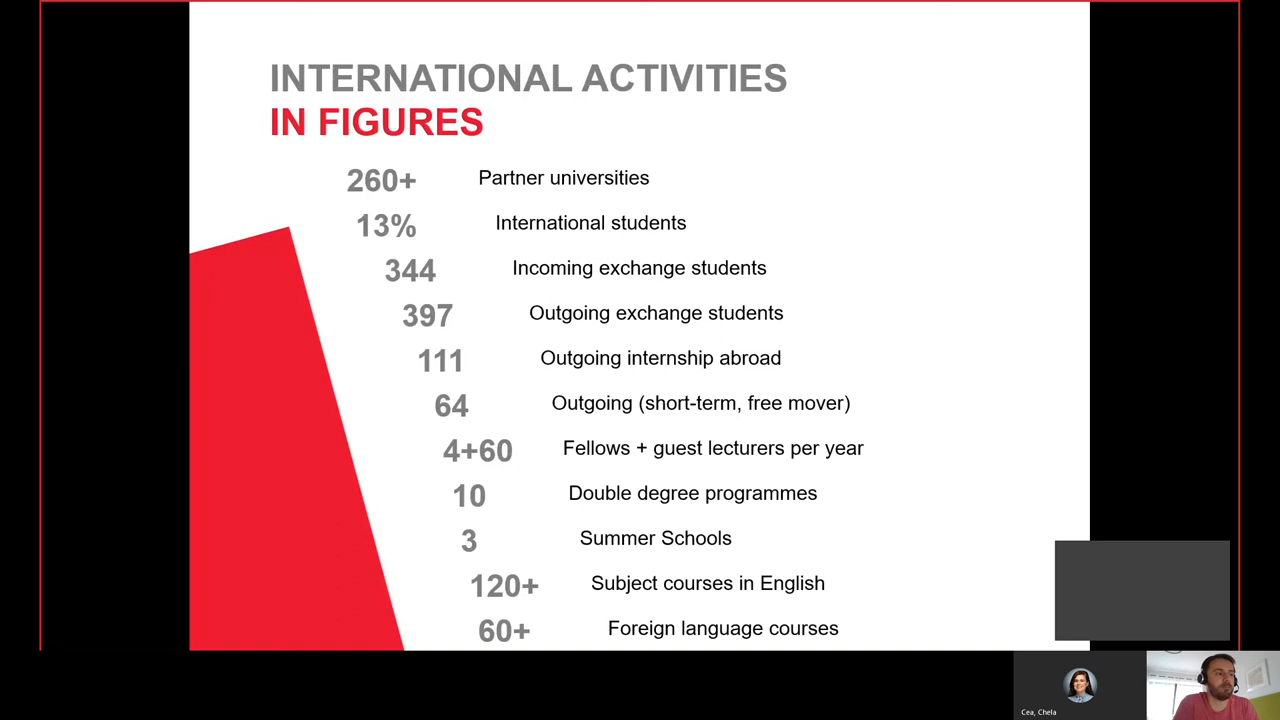 INTERNATIONAL ACTIVITIES
IN FIGURES
260+ Partner universities
13% International students
344 Incoming exchange students
397 Outgoing exchange students
111 Outgoing internship abroad
64 Outgoing (short-term, free mover)
4+60 Fellows + guest lecturers per year
10 Double degree programmes
3 Summer Schools
120+ Subject courses in English
60+ Foreign language courses
Cea, Chela